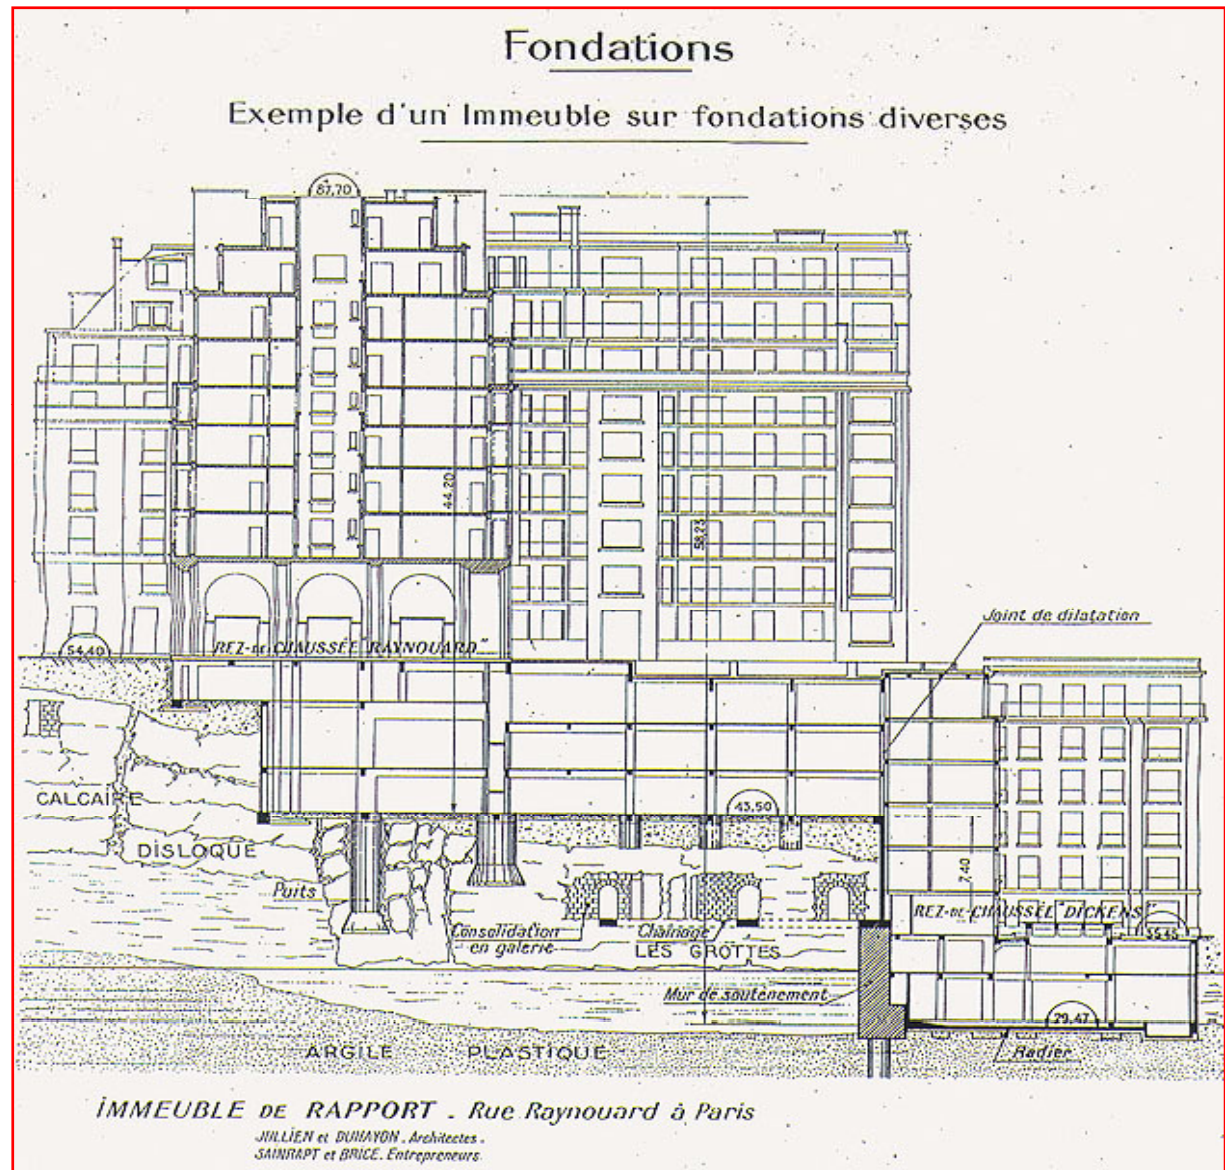 Fondations
Exemple d'un Immeuble sur fondations diverses
87,70
44.20
58,23
Joint de dilatation
54,40
REZ-DE-CHAUSSÉE "RAYNOUARD"
CALCAIRE
43,50
DISLOQUE
7.40
Puits
REZ-DE-CHAUSSÉE "DICKENS"
Consolidation
en galerie
Chaînage
LES GROTTES
Mur de soutènement
29,47
ARGILE PLASTIQUE
Radier
IMMEUBLE DE RAPPORT . Rue Raynouard à Paris
JULLIEN et DUHAYON . Architectes .
SAINRAPT et BRICE . Entrepreneurs.